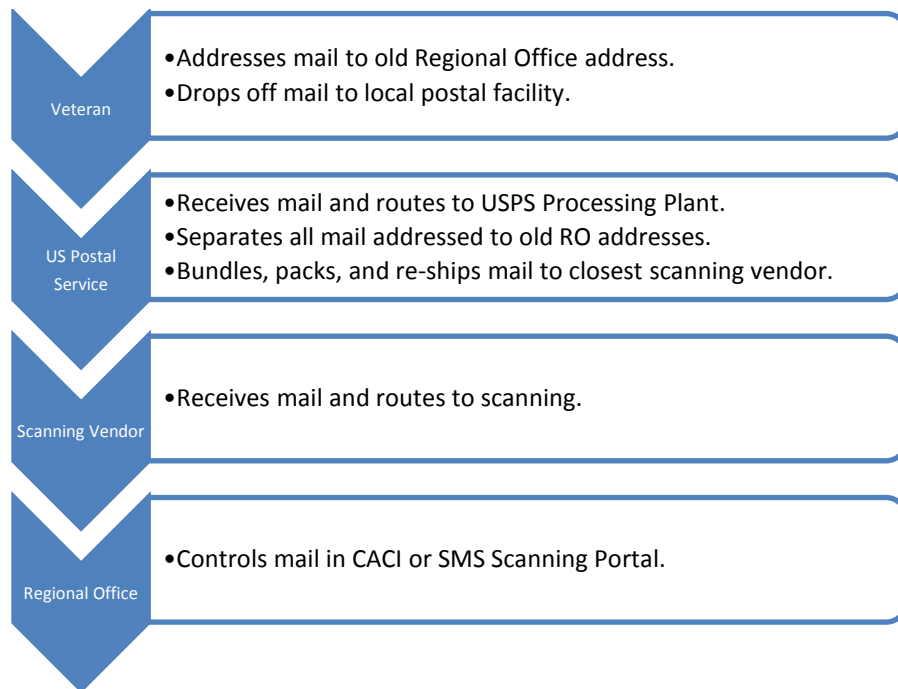 Veteran
•Addresses mail to old Regional Office address.
•Drops off mail to local postal facility.
US Postal
Service
•Receives mail and routes to USPS Processing Plant.
•Separates all mail addressed to old RO addresses.
•Bundles, packs, and re-ships mail to closest scanning vendor.
Scanning Vendor
•Receives mail and routes to scanning.
Regional Office
•Controls mail in CACI or SMS Scanning Portal.